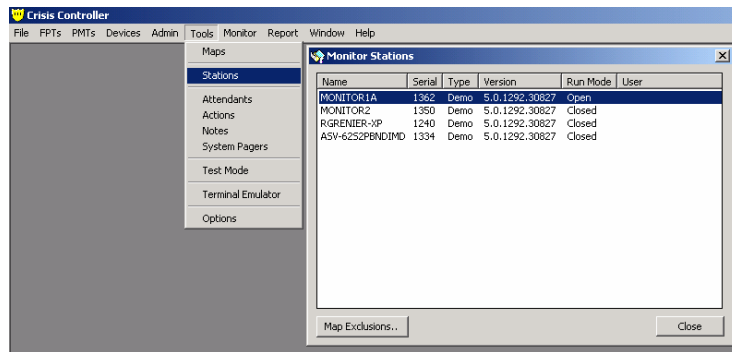 Crisis Controller
File FPTs PMTs Devices Admin Tools Monitor Report Window Help
Maps
Stations
Attendants
Actions
Notes
System Pagers
Test Mode
Terminal Emulator
Options
Monitor Stations
Name Serial Type Version Run Mode User
MONITOR1A 1362 Demo 5.0.1292.30827 Open
MONITOR2 1350 Demo 5.0.1292.30827 Closed
RGRENIER-XP 1240 Demo 5.0.1292.30827 Closed
ASV-6252PBNDIMD 1334 Demo 5.0.1292.30827 Closed
Map Exclusions.. Close